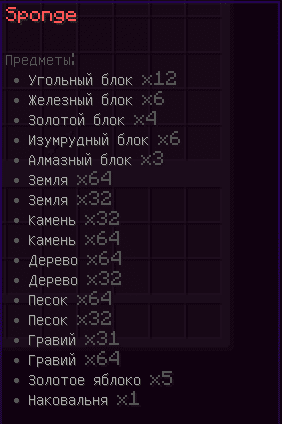 Sponge
Предметы:
• Угольный блок x12
• Железный блок x6
• Золотой блок x4
• Изумрудный блок x6
• Алмазный блок x3
• Земля x64
• Земля x32
• Камень x32
• Камень x64
• Дерево x64
• Дерево x32
• Песок x64
• Песок x32
• Гравий x31
• Гравий x64
• Золотое яблоко x5
• Наковальня x1